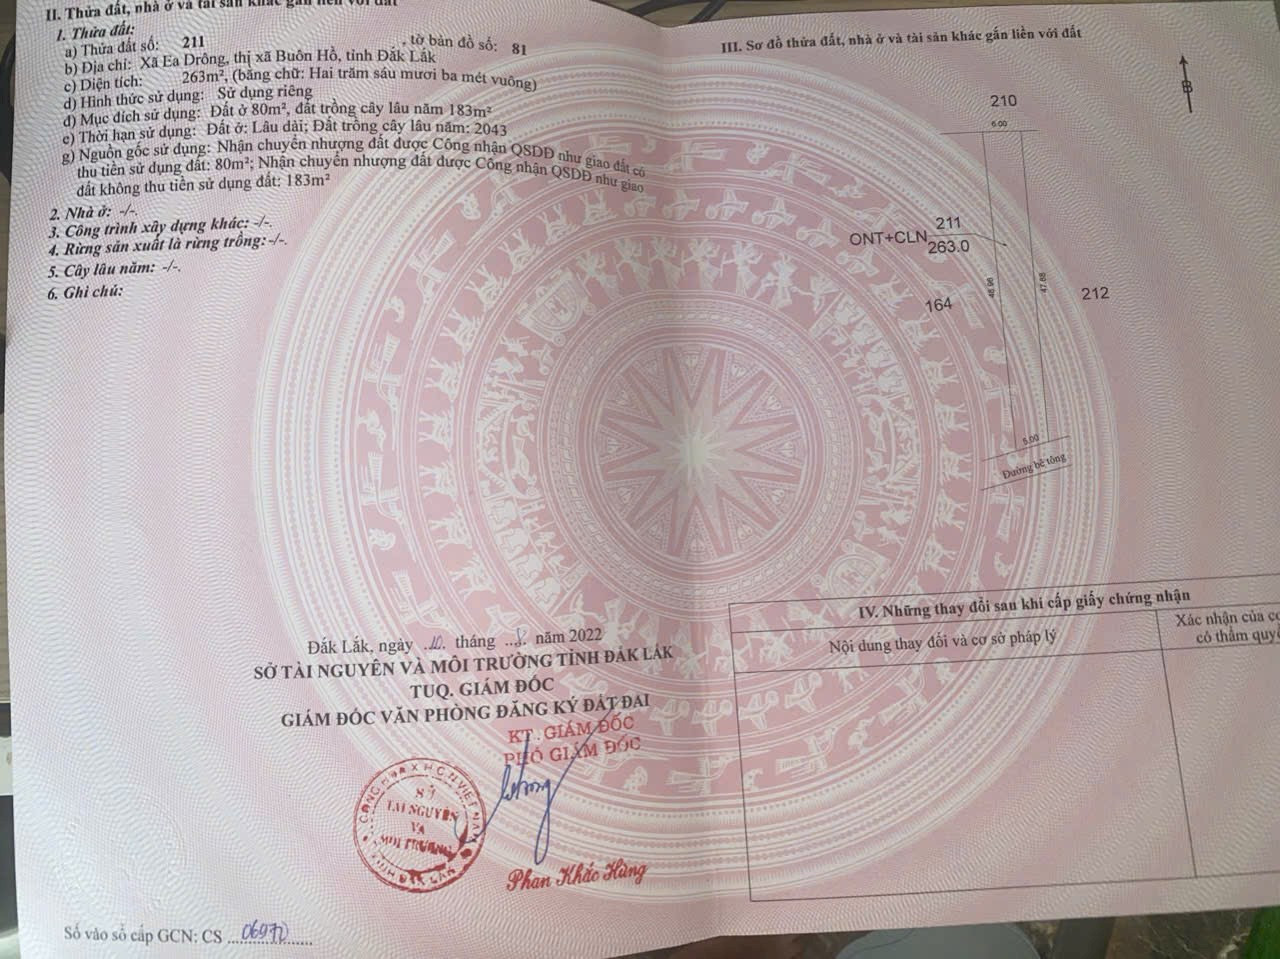 II. Thửa đất, nhà ở và tài sản khác gắn liền với đất
1. Thửa đất:
a) Thửa đất số: 211, tờ bản đồ số: 81
b) Địa chỉ: Xã Ea Drông, thị xã Buôn Hồ, tỉnh Đắk Lắk
c) Diện tích: 263m², (bằng chữ: Hai trăm sáu mươi ba mét vuông)
d) Hình thức sử dụng: Sử dụng riêng
đ) Mục đích sử dụng: Đất ở 80m², đất trồng cây lâu năm 183m²
e) Thời hạn sử dụng: Đất ở: Lâu dài; Đất trồng cây lâu năm: 2043
g) Nguồn gốc sử dụng: Nhận chuyển nhượng đất được Công nhận QSDĐ như giao đất có
thu tiền sử dụng đất: 80m²; Nhận chuyển nhượng đất được Công nhận QSDĐ như giao
đất không thu tiền sử dụng đất: 183m²
2. Nhà ở: -/-.
3. Công trình xây dựng khác: -/-.
4. Rừng sản xuất là rừng trồng: -/-.
5. Cây lâu năm: -/-.
6. Ghi chú:
Đắk Lắk, ngày 10 tháng 8 năm 2022
SỞ TÀI NGUYÊN VÀ MÔI TRƯỜNG TỈNH ĐẮK LẮK
TUQ. GIÁM ĐỐC
GIÁM ĐỐC VĂN PHÒNG ĐĂNG KÝ ĐẤT ĐAI
KT. GIÁM ĐỐC
PHÓ GIÁM ĐỐC
SỞ
TÀI NGUYÊN
VÀ
MÔI TRƯỜNG
TỈNH ĐẮK LẮK
Phan Khắc Hùng
Số vào sổ cấp GCN: CS 06972
III. Sơ đồ thửa đất, nhà ở và tài sản khác gắn liền với đất
B
210
6.00
ONT+CLN 211
263.0
46.96
47.68
164
212
5.00
Đường bê tông
IV. Những thay đổi sau khi cấp giấy chứng nhận
Nội dung thay đổi và cơ sở pháp lý
Xác nhận của cơ
có thẩm quyền